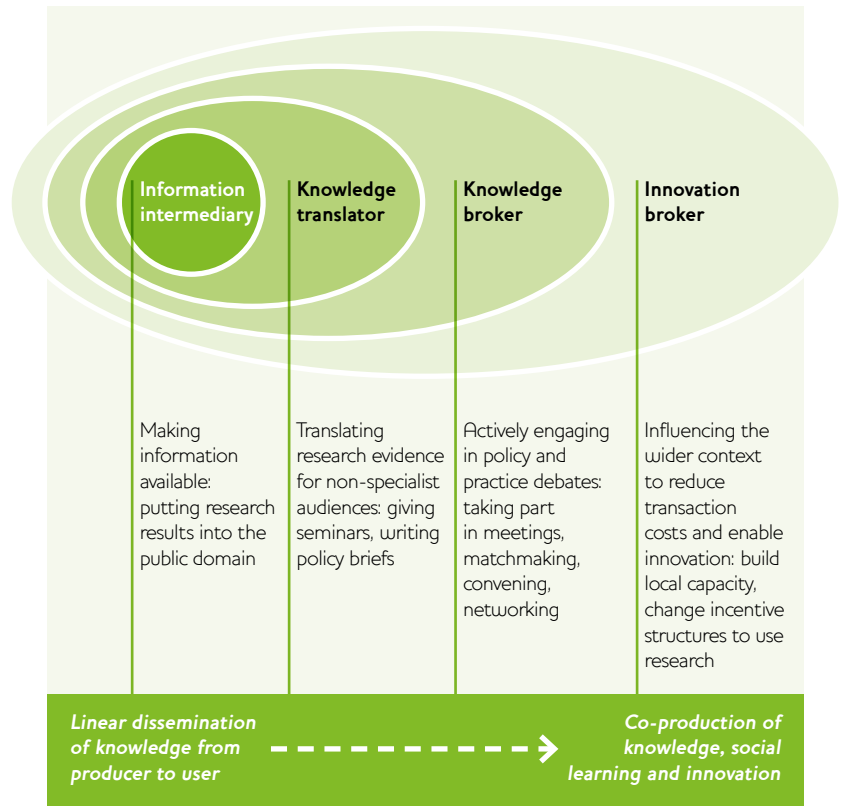 Information
intermediary
Knowledge
translator
Knowledge
broker
Innovation
broker
Making
information
available:
putting research
results into the
public domain
Translating
research evidence
for non-specialist
audiences: giving
seminars, writing
policy briefs
Actively engaging
in policy and
practice debates:
taking part
in meetings,
matchmaking,
convening,
networking
Influencing the
wider context
to reduce
transaction
costs and enable
innovation: build
local capacity,
change incentive
structures to use
research
Linear dissemination
of knowledge from
producer to user
Co-production of
knowledge, social
learning and innovation